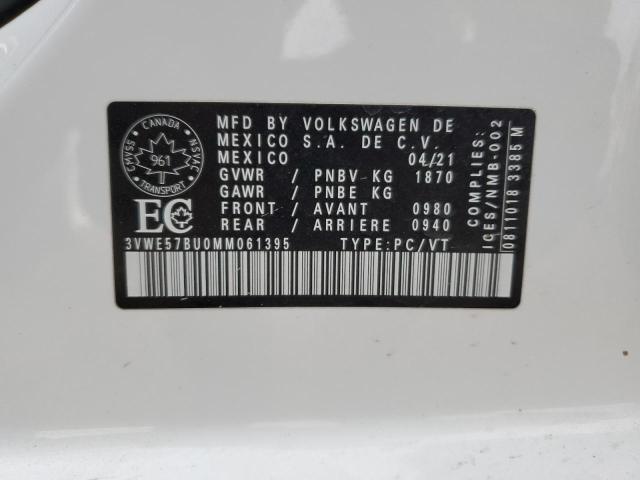 MFD BY VOLKSWAGEN DE
MEXICO S.A. DE C.V.
MEXICO 04/21
GVWR / PNBV KG 1870
GAWR / PNBE KG
FRONT / AVANT 0980
REAR / ARRIERE 0940
3VWE57BU0MM061395 TYPE:PC/VT
CANADA
CMVSS 961 NSVAC
TRANSPORT
EC
COMPLIES:
ICES/NMB-002
0811018 3385 M